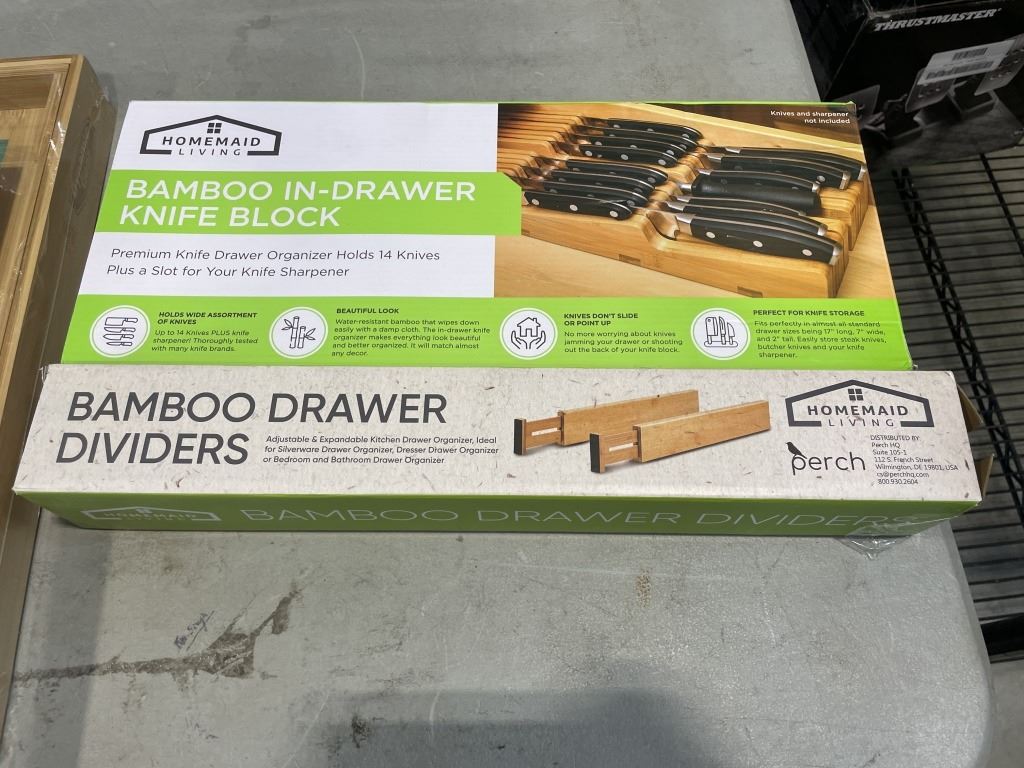 THRUSTMASTER
HOMEMAID
LIVING
Knives and sharpener
not included
BAMBOO IN-DRAWER
KNIFE BLOCK
Premium Knife Drawer Organizer Holds 14 Knives
Plus a Slot for Your Knife Sharpener
HOLDS WIDE ASSORTMENT
OF KNIVES
Up to 14 Knives PLUS knife
sharpener! Thoroughly tested
with many knife brands.
BEAUTIFUL LOOK
Water-resistant bamboo that wipes down
easily with a damp cloth. The in-drawer knife
organizer makes everything look beautiful
and better organized. It will match almost
any decor.
KNIVES DON'T SLIDE
OR POINT UP
No more worrying about knives
jamming your drawer or shooting
out the back of your knife block.
PERFECT FOR KNIFE STORAGE
Fits perfectly in almost all standard
drawer sizes being 17" long, 7" wide,
and 2" tall. Easily store steak knives,
butcher knives and your knife
sharpener.
BAMBOO DRAWER
DIVIDERS
Adjustable & Expandable Kitchen Drawer Organizer, Ideal
for Silverware Drawer Organizer, Dresser Drawer Organizer
or Bedroom and Bathroom Drawer Organizer
HOMEMAID
LIVING
perch
DISTRIBUTED BY:
Perch HQ
Suite 105-1
112 S. French Street
Wilmington, DE 19801, USA
cs@perchhq.com
800.930.2604
HOMEMAID
LIVING
BAMBOO DRAWER DIVIDERS